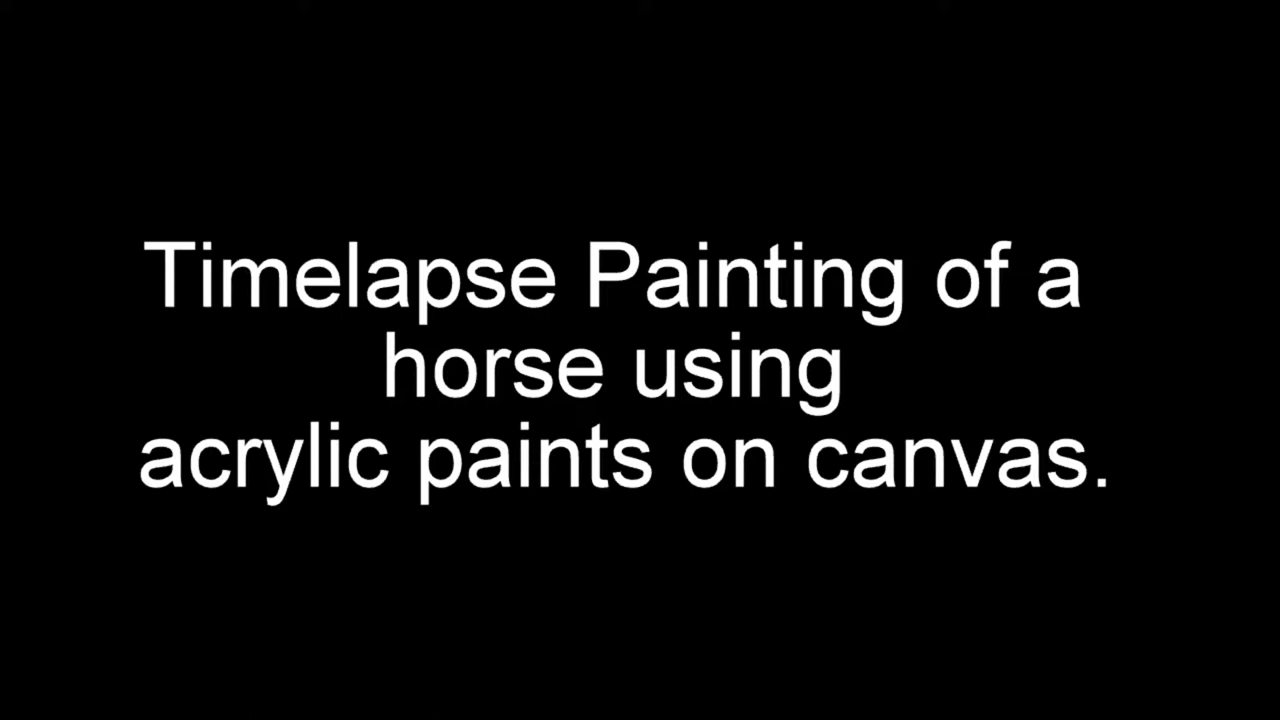 Timelapse Painting of a
horse using
acrylic paints on canvas.